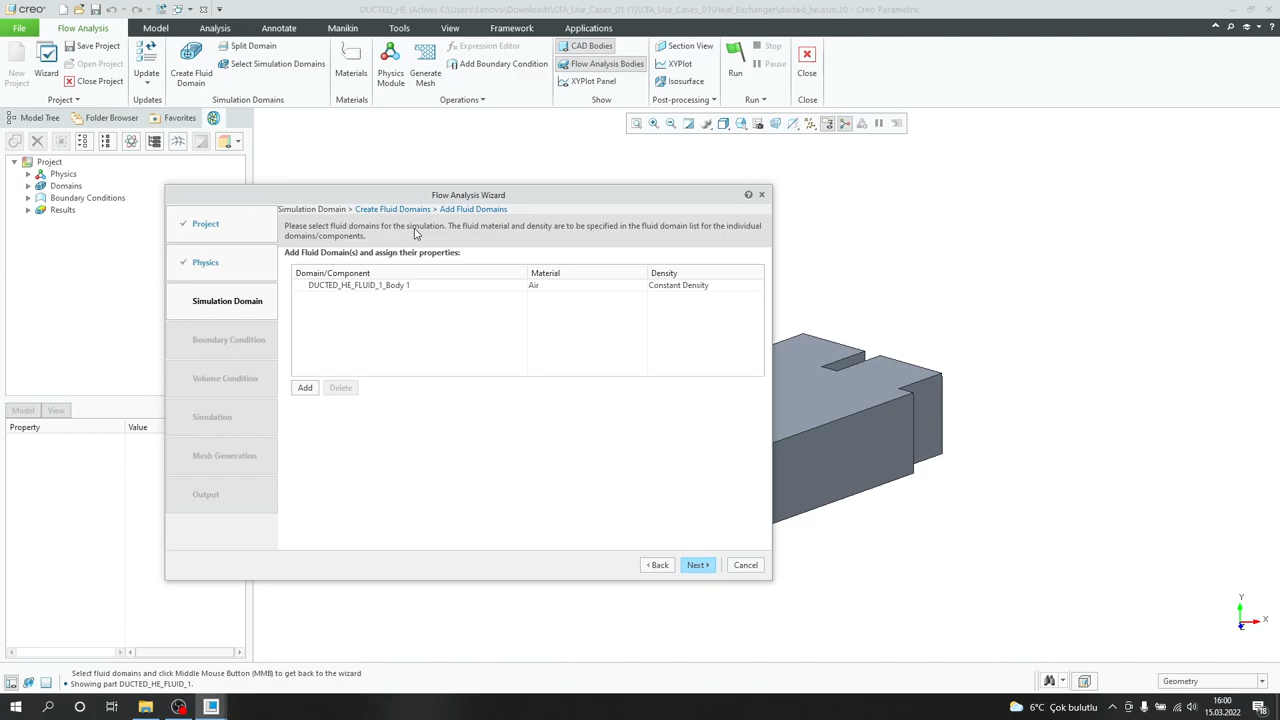 creo
DUCTED_HE (Active) C:\Users\Lenovo\Downloads\CFA_Use_Cases_01 (1)\CFA_Use_Cases_01\Heat_Exchanger\ducted_he.asm.10 - Creo Parametric
File Flow Analysis Model Analysis Annotate Manikin Tools View Framework Applications
New Project
Wizard
Save Project
Open Project
Close Project
Project
Update
Updates
Create Fluid Domain
Split Domain
Select Simulation Domains
Simulation Domains
Materials
Materials
Physics Module
Generate Mesh
Expression Editor
Add Boundary Condition
Operations
CAD Bodies
Flow Analysis Bodies
XYPlot Panel
Show
Section View
XYPlot
Isosurface
Post-processing
Run
Stop
Pause
Run
Close
Close
Model Tree Folder Browser Favorites
Project
Physics
Domains
Boundary Conditions
Results
Model View
Property Value
Flow Analysis Wizard
Project
Physics
Simulation Domain
Boundary Condition
Volume Condition
Simulation
Mesh Generation
Output
Simulation Domain > Create Fluid Domains > Add Fluid Domains
Please select fluid domains for the simulation. The fluid material and density are to be specified in the fluid domain list for the individual
domains/components.
Add Fluid Domain(s) and assign their properties:
Domain/Component Material Density
DUCTED_HE_FLUID_1_Body 1 Air Constant Density
Add Delete
Back Next Cancel
Y
X
Z
Select fluid domains and click Middle Mouse Button (MMB) to get back to the wizard
• Showing part DUCTED_HE_FLUID_1.
Geometry
6°C Çok bulutlu
16:00
15.03.2022
18